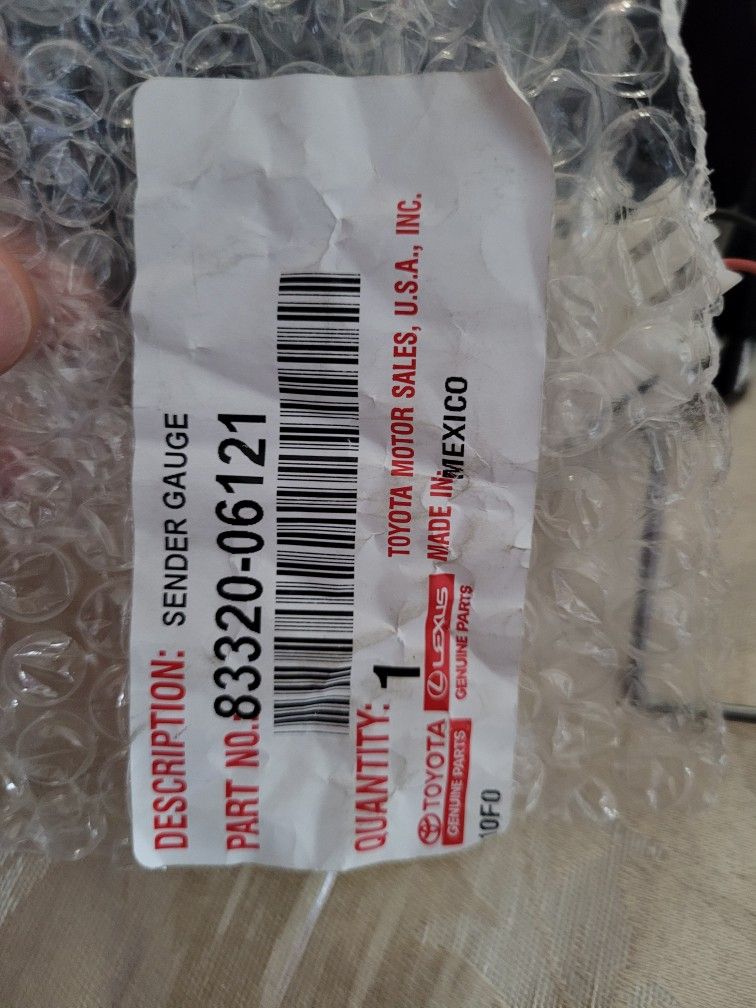 DESCRIPTION: SENDER GAUGE
PART NO.: 83320-06121
QUANTITY: 1
TOYOTA MOTOR SALES, U.S.A., INC.
MADE IN: MEXICO
TOYOTA
GENUINE PARTS
LEXUS
GENUINE PARTS
10F0